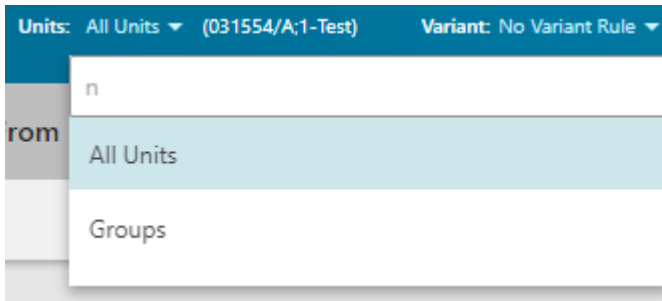 Units: All Units (031554/A;1-Test) Variant: No Variant Rule
n
rom
All Units
Groups